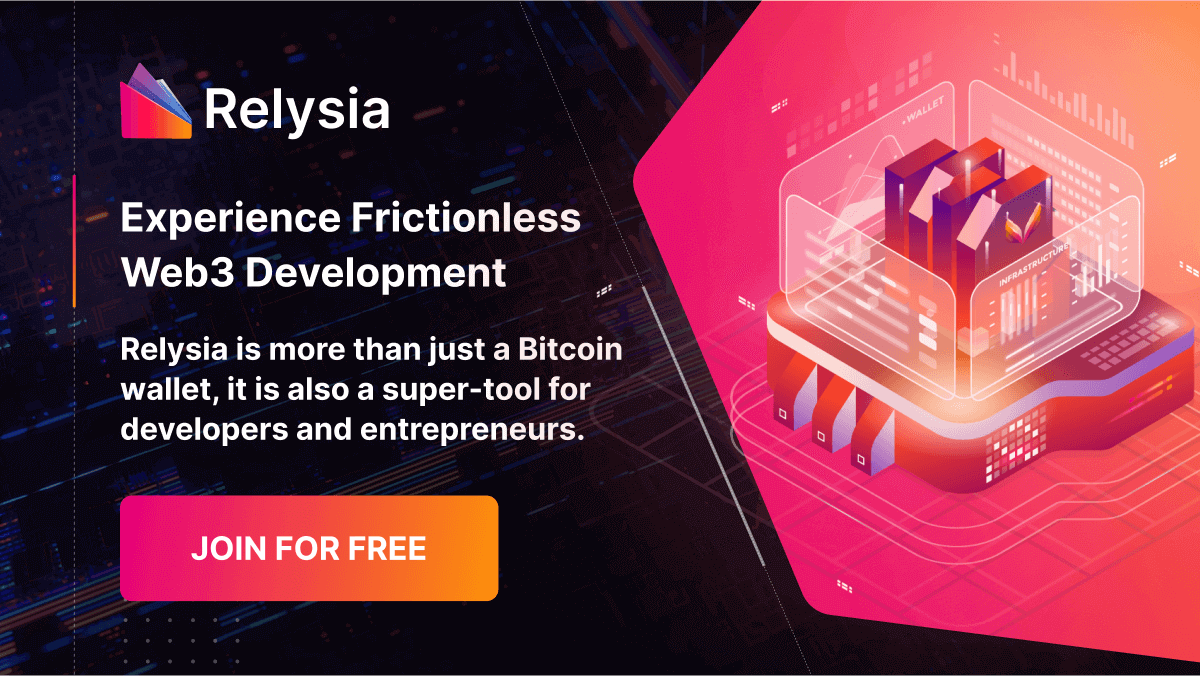 Relysia
Experience Frictionless
Web3 Development
Relysia is more than just a Bitcoin
wallet, it is also a super-tool for
developers and entrepreneurs.
JOIN FOR FREE
WALLET
INFRASTRUCTURE